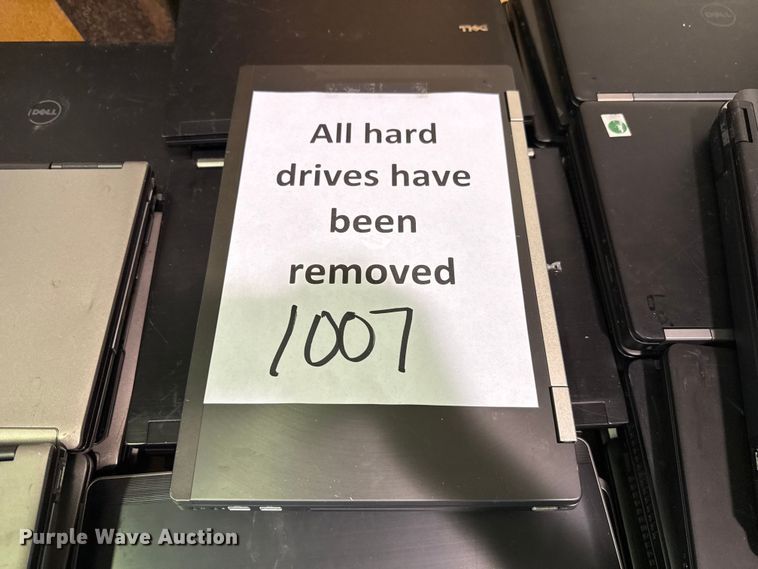 DELL
DELL
DELL
All hard
drives have
been
removed
1007
Purple Wave Auction